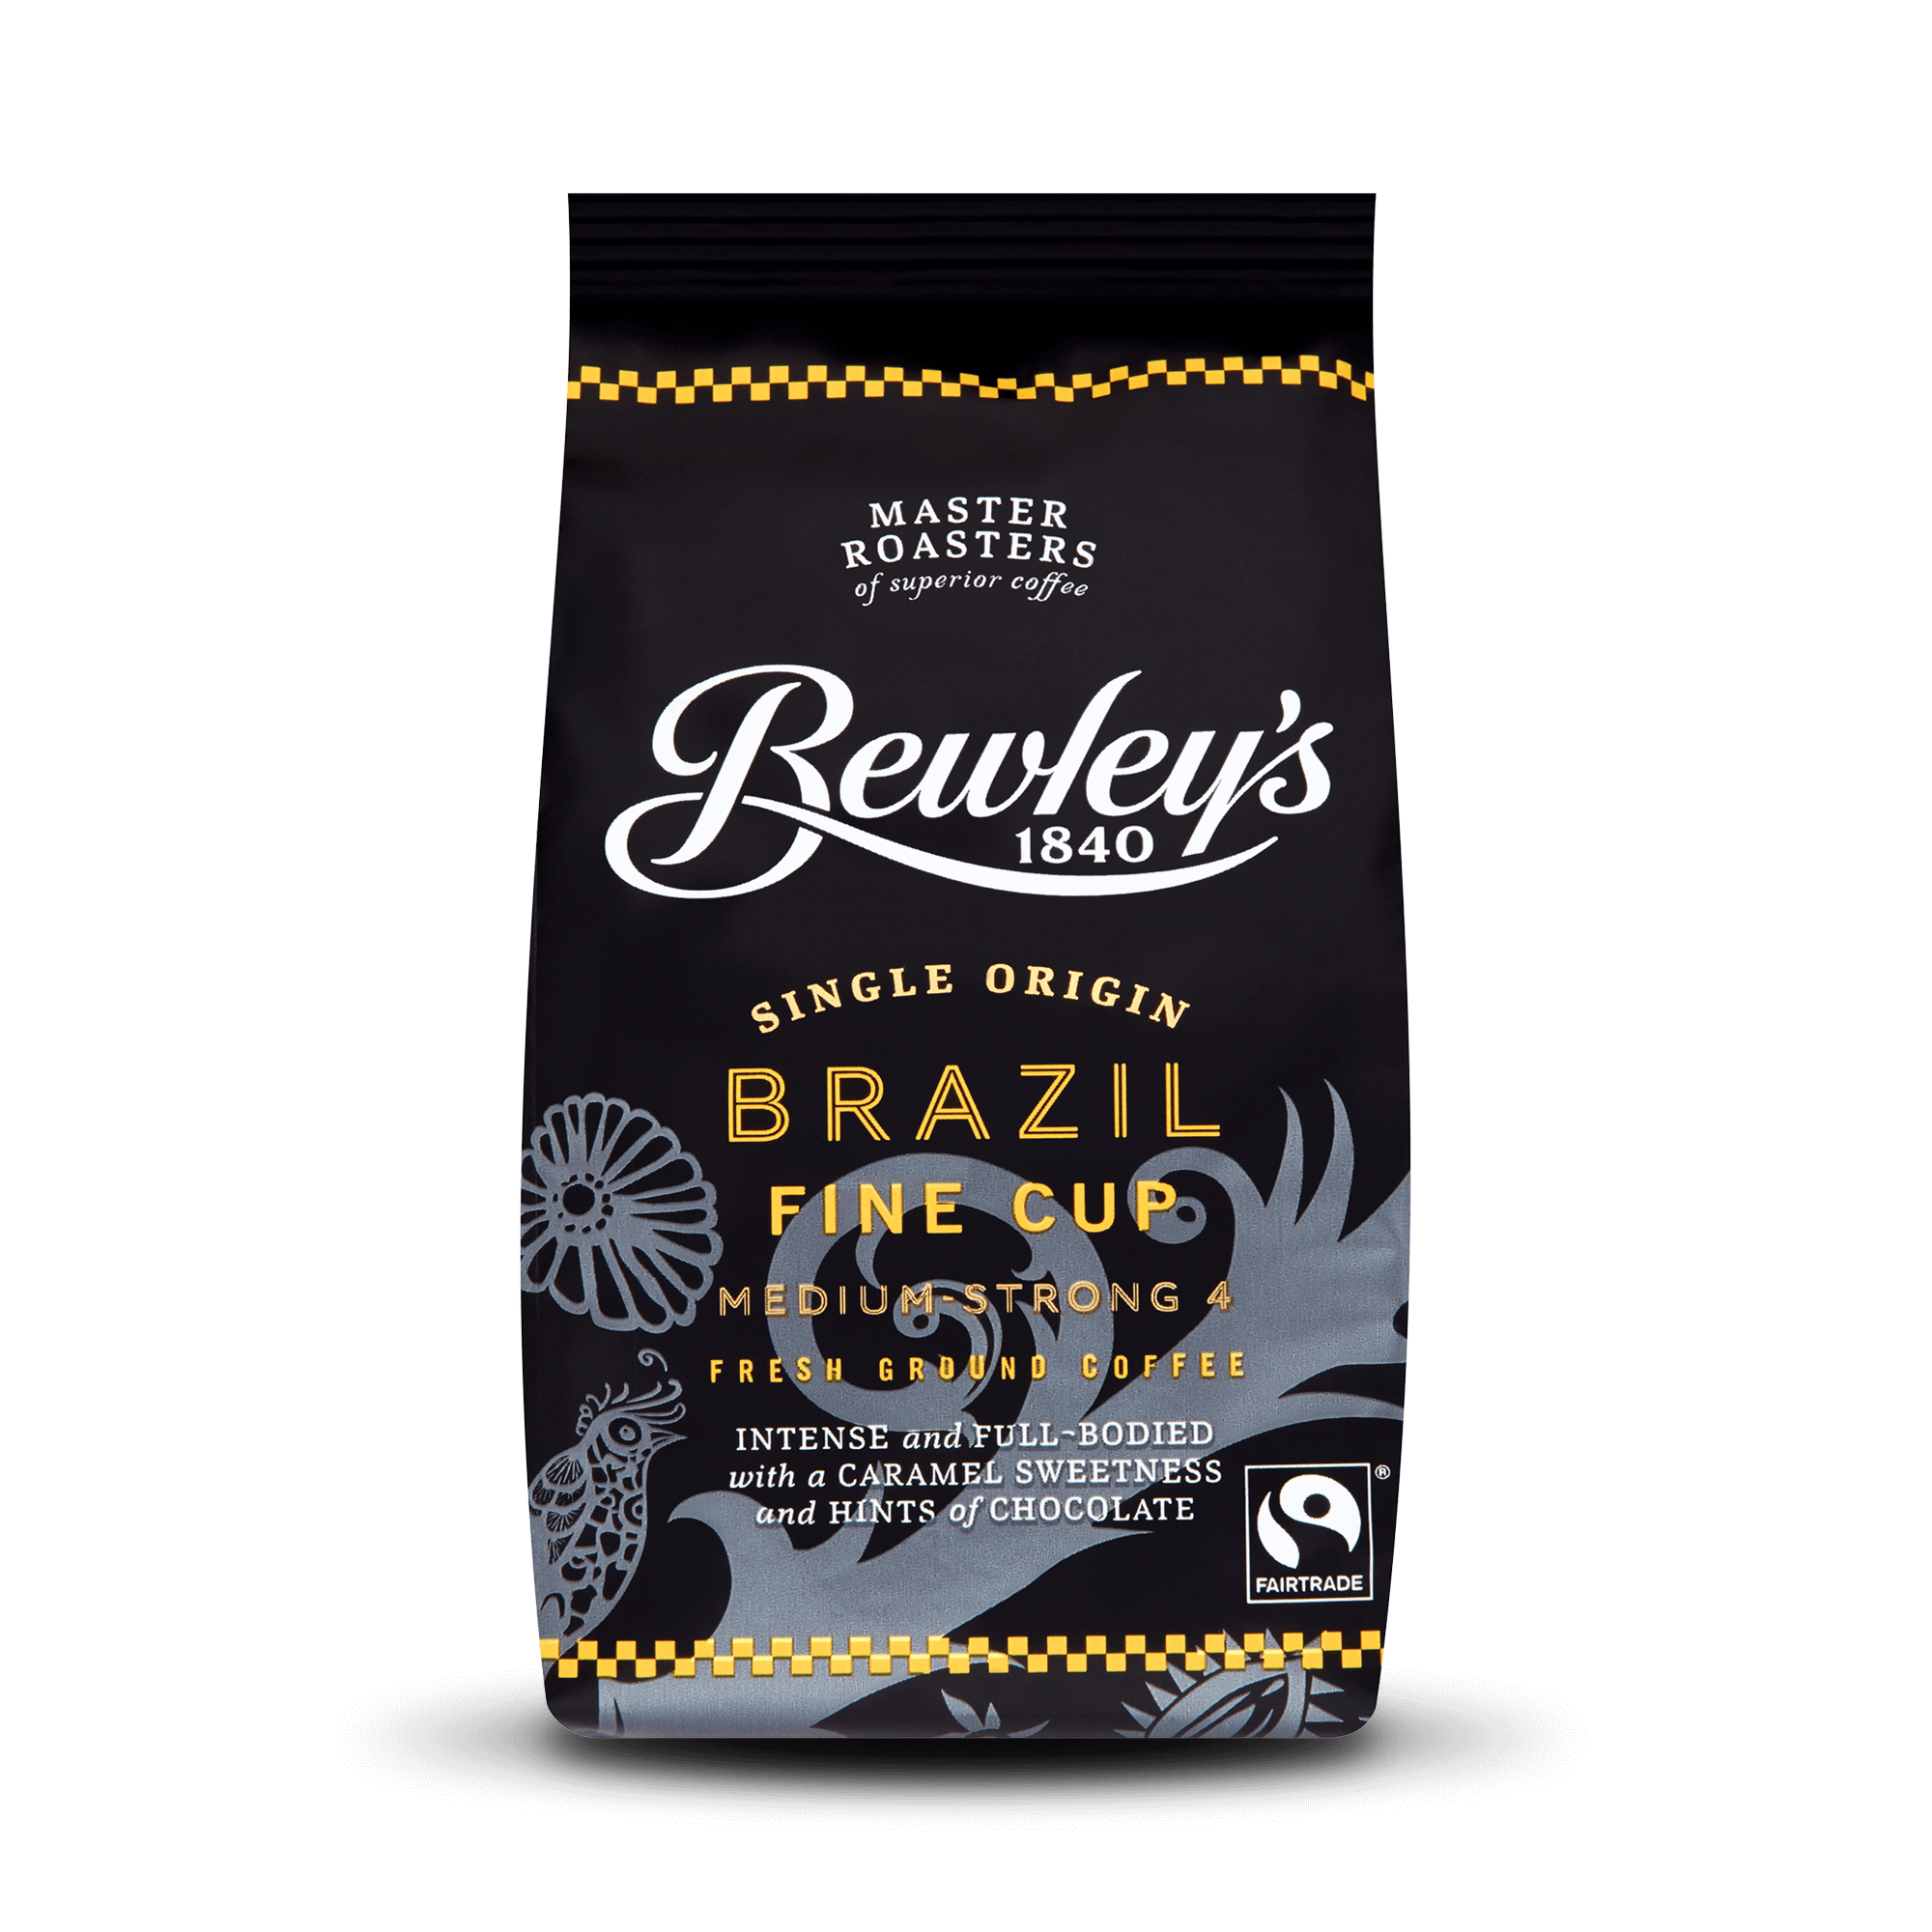 MASTER
ROASTERS
of superior coffee
Bewley's
1840
SINGLE ORIGIN
BRAZIL
FINE CUP
MEDIUM-STRONG 4
FRESH GROUND COFFEE
INTENSE and FULL~BODIED
with a CARAMEL SWEETNESS
and HINTS of CHOCOLATE
®
FAIRTRADE